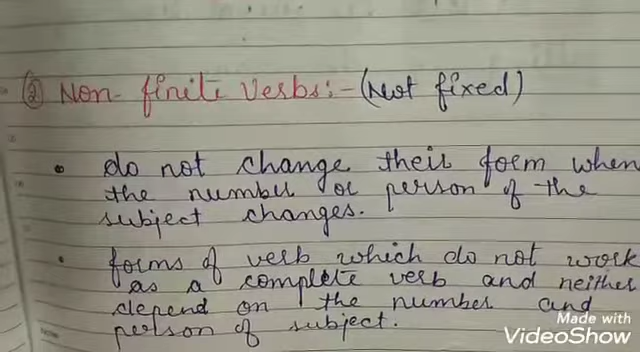 ② Non-finite Verbs:- (Not fixed)
• do not change their form when
the number or person of the
subject changes.
• forms of verb which do not work
as a complete verb and neither
depend on the number and
person of subject.
Made with
VideoShow